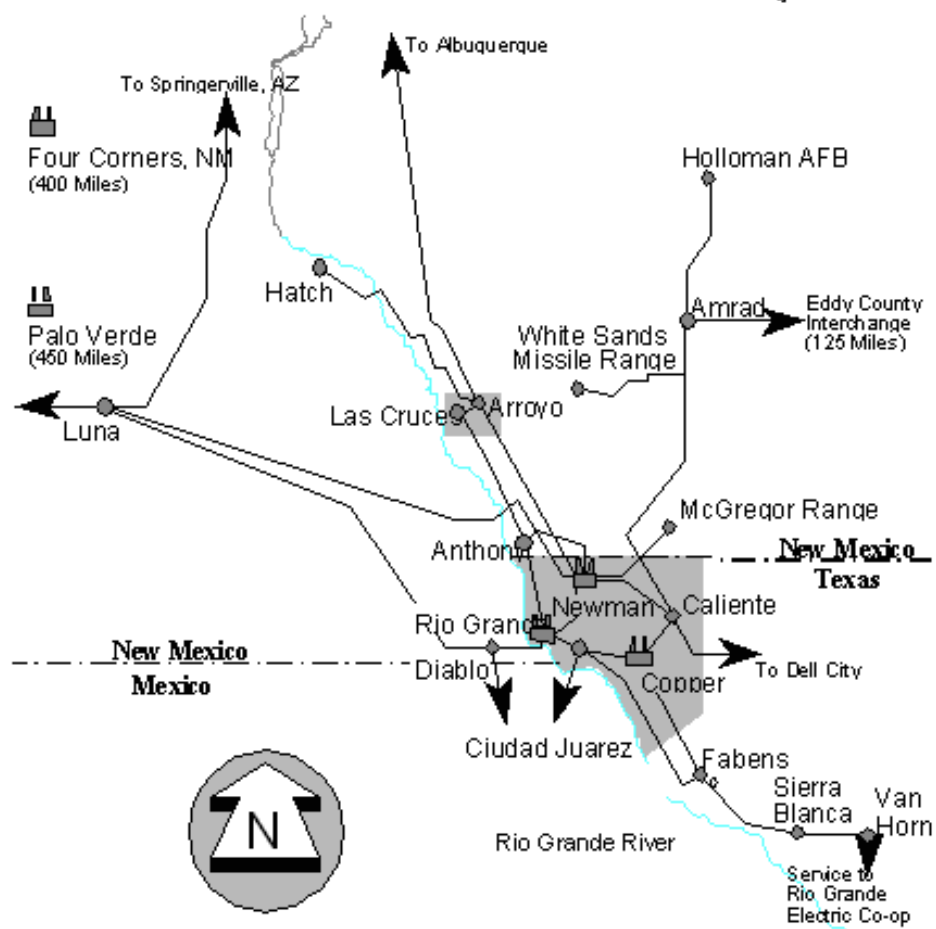 To Albuquerque
To Springerville, AZ
Four Corners, NM
(400 Miles)
Holloman AFB
Hatch
Amrad
Eddy County
Interchange
(125 Miles)
Palo Verde
(450 Miles)
White Sands
Missile Range
Las Cruces
Arroyo
Luna
McGregor Range
Anthony
New Mexico
Texas
Newman
Caliente
Rio Grand
New Mexico
Mexico
Diablo
Copper
To Dell City
Ciudad Juarez
Fabens
Sierra
Blanca
Van
Horn
N
Rio Grande River
Service to
Rio Grande
Electric Co-op